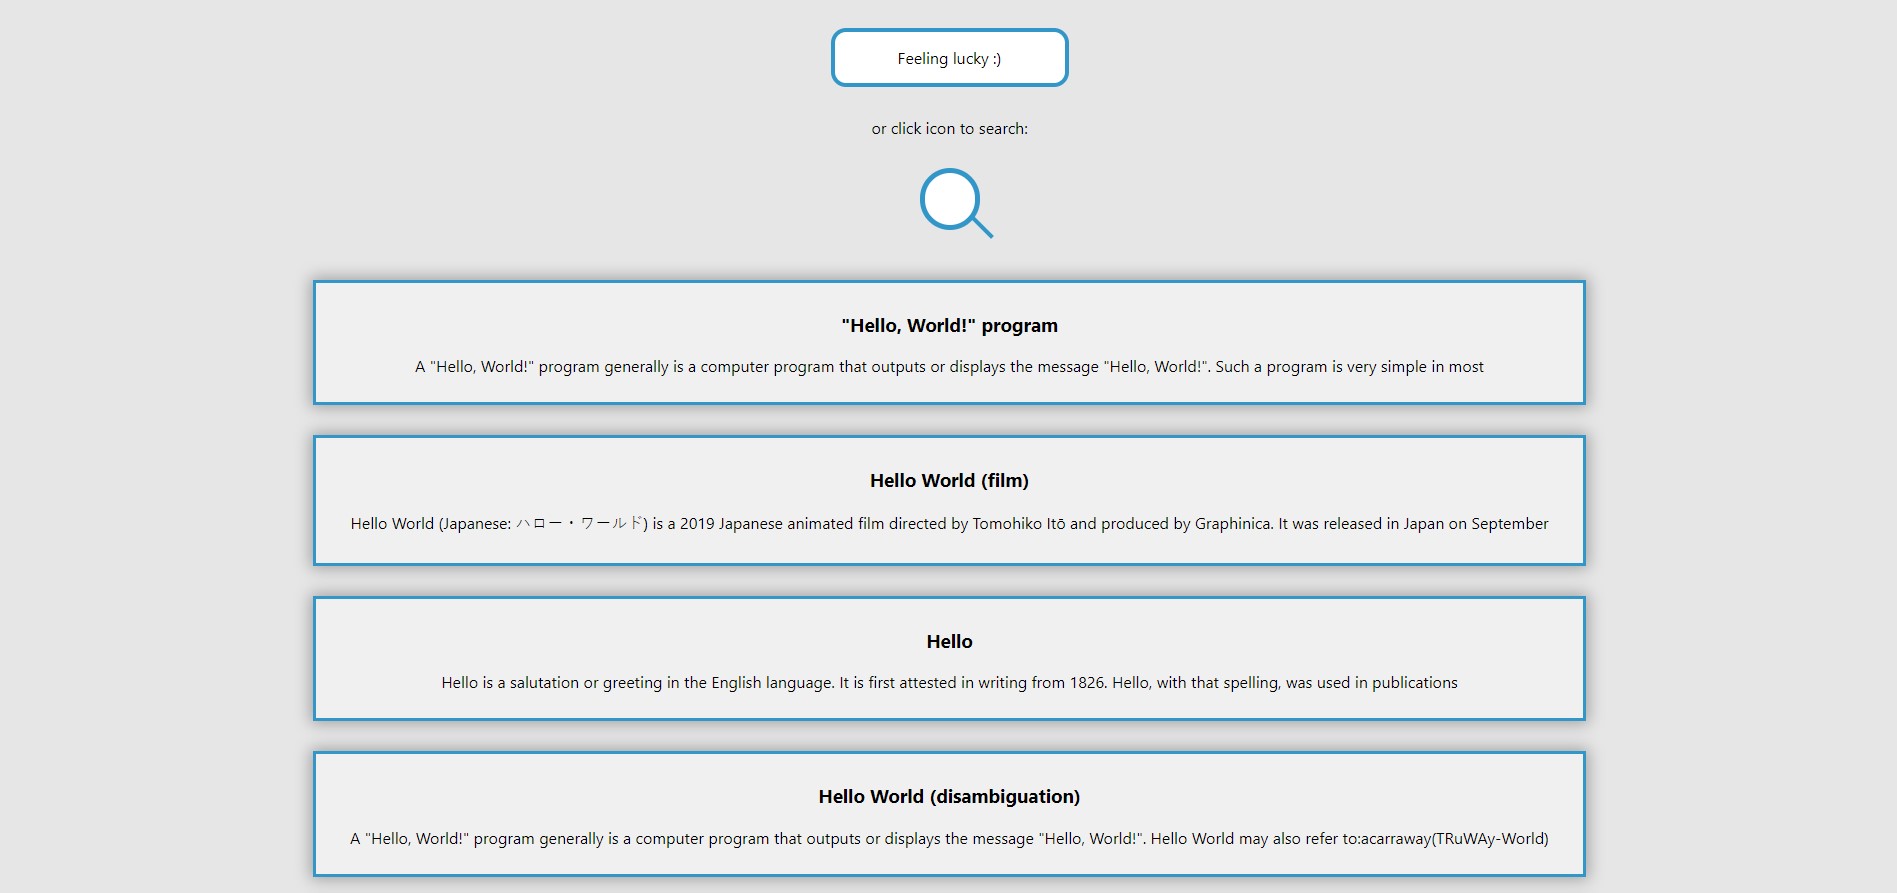 Feeling lucky :)
or click icon to search:
"Hello, World!" program
A "Hello, World!" program generally is a computer program that outputs or displays the message "Hello, World!". Such a program is very simple in most
Hello World (film)
Hello World (Japanese: ハロー・ワールド) is a 2019 Japanese animated film directed by Tomohiko Itō and produced by Graphinica. It was released in Japan on September
Hello
Hello is a salutation or greeting in the English language. It is first attested in writing from 1826. Hello, with that spelling, was used in publications
Hello World (disambiguation)
A "Hello, World!" program generally is a computer program that outputs or displays the message "Hello, World!". Hello World may also refer to:acarraway(TRuWAy-World)